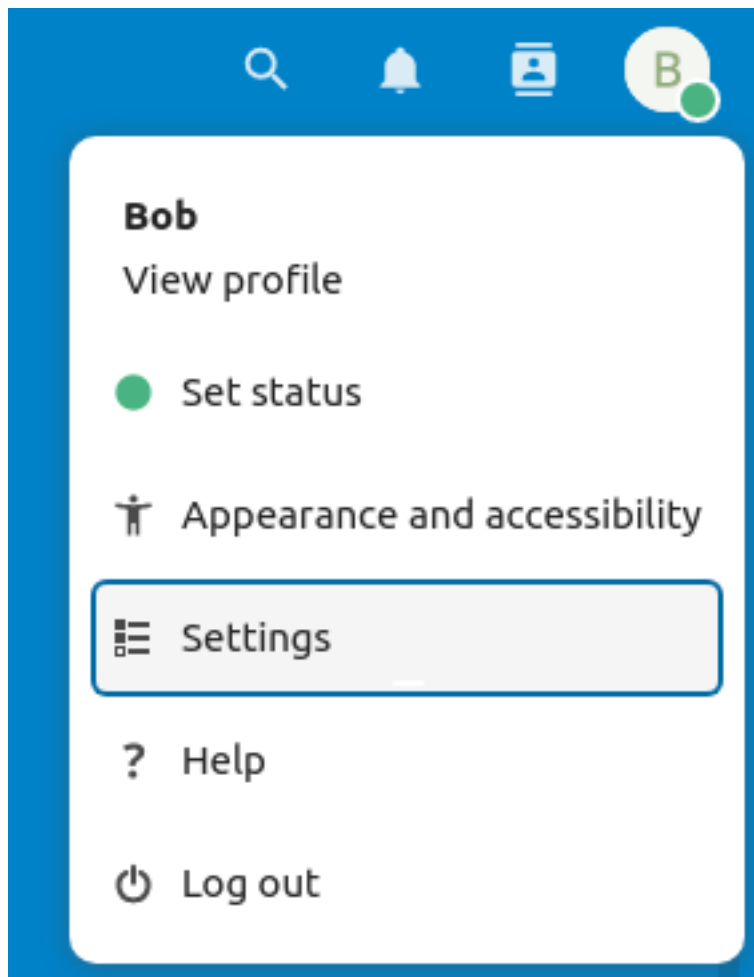 B
Bob
View profile
Set status
Appearance and accessibility
Settings
? Help
Log out